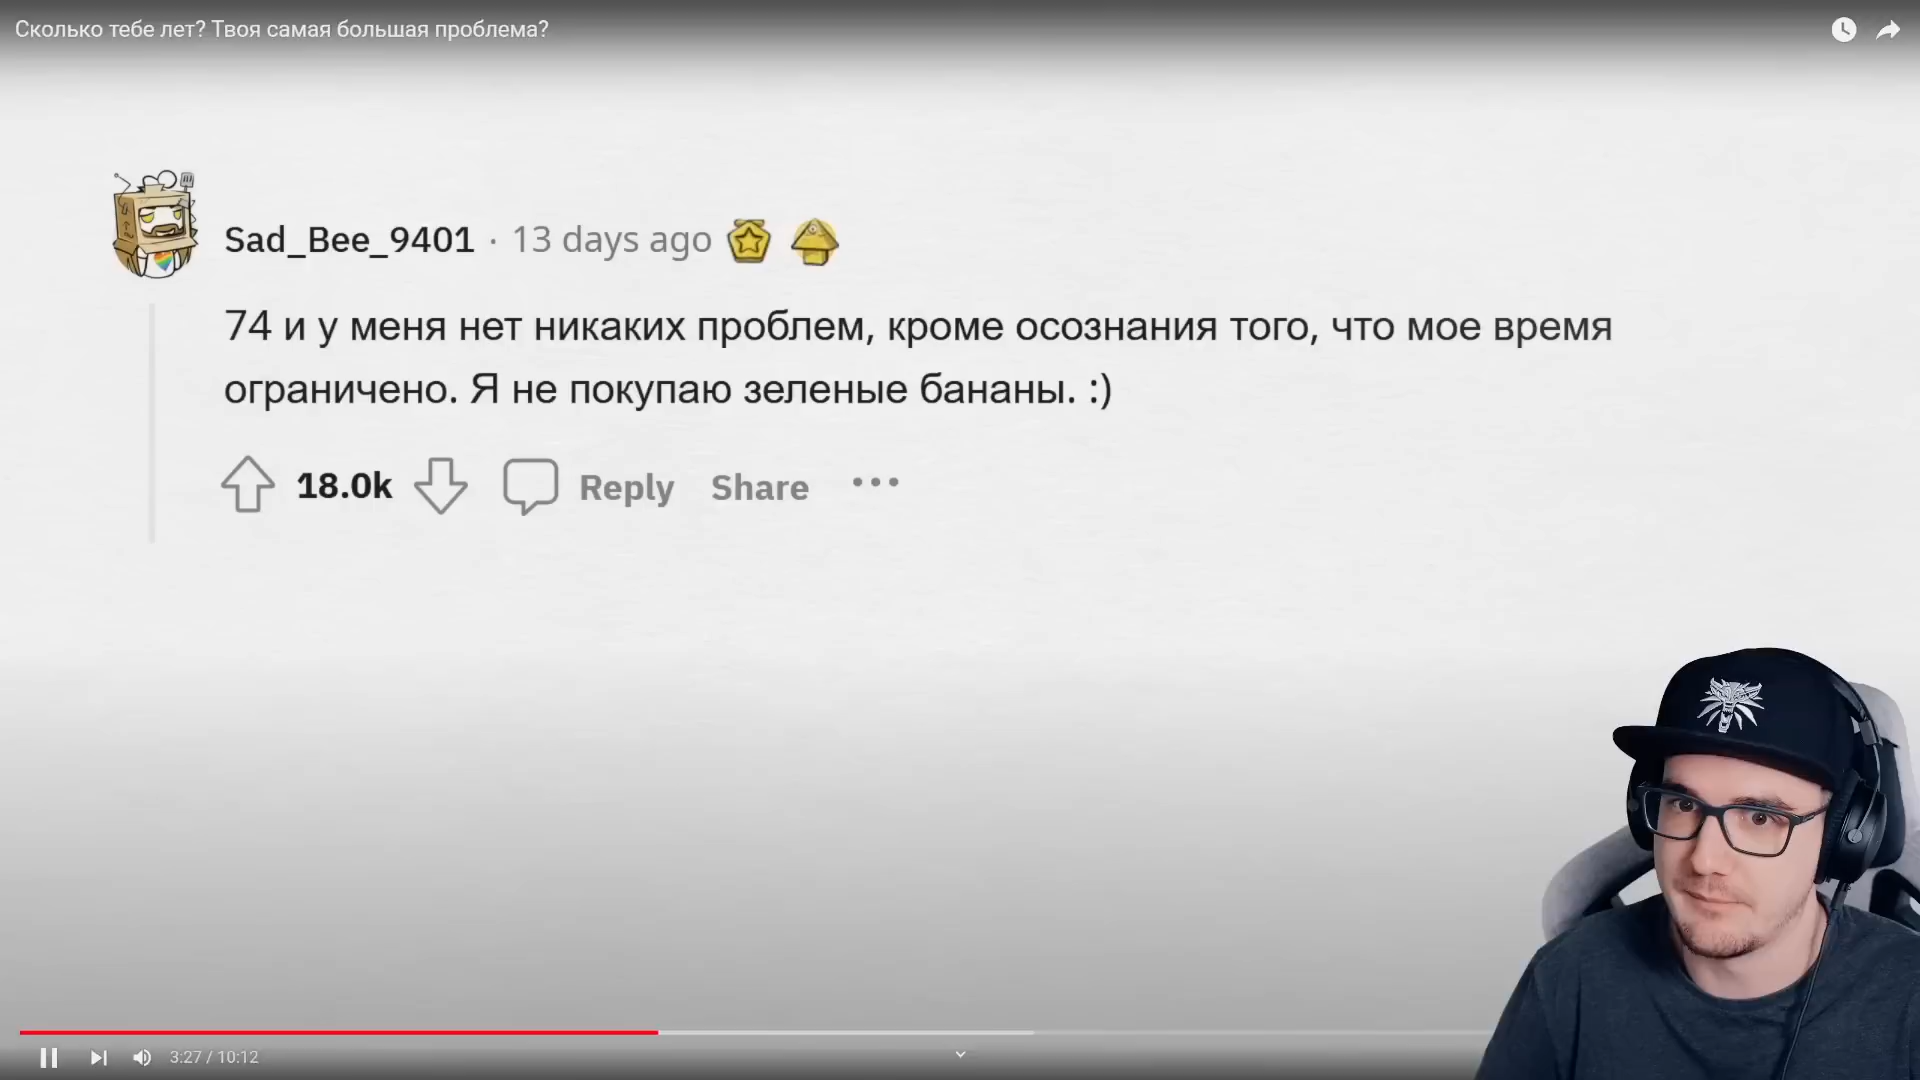 Сколько тебе лет? Твоя самая большая проблема?
Sad_Bee_9401 · 13 days ago
74 и у меня нет никаких проблем, кроме осознания того, что мое время
ограничено. Я не покупаю зеленые бананы. :)
18.0k Reply Share ...
3:27 / 10:12